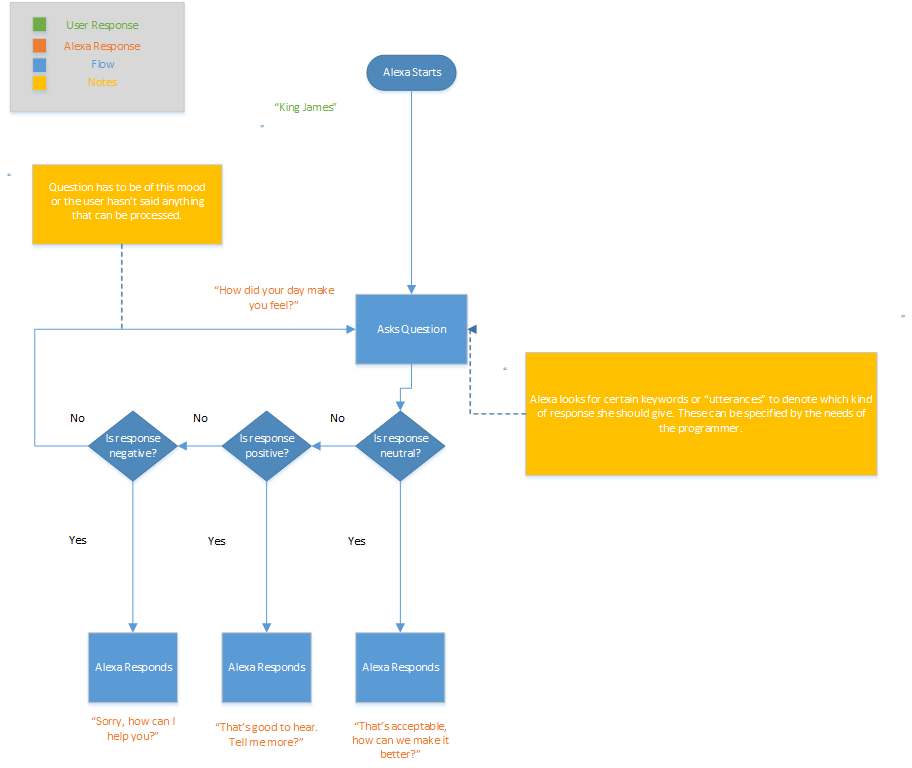 User Response
Alexa Response
Flow
Notes
Alexa Starts
“King James”
”
“
Question has to be of this mood
or the user hasn’t said anything
that can be processed.
“How did your day make
you feel?”
Asks Question
”
“
Alexa looks for certain keywords or “utterances” to denote which kind
of response she should give. These can be specified by the needs of
the programmer.
No
No
No
Is response
negative?
Is response
positive?
Is response
neutral?
Yes
Yes
Yes
Alexa Responds
Alexa Responds
Alexa Responds
“Sorry, how can I
help you?”
“That’s good to hear.
Tell me more?”
“That’s acceptable,
how can we make it
better?”